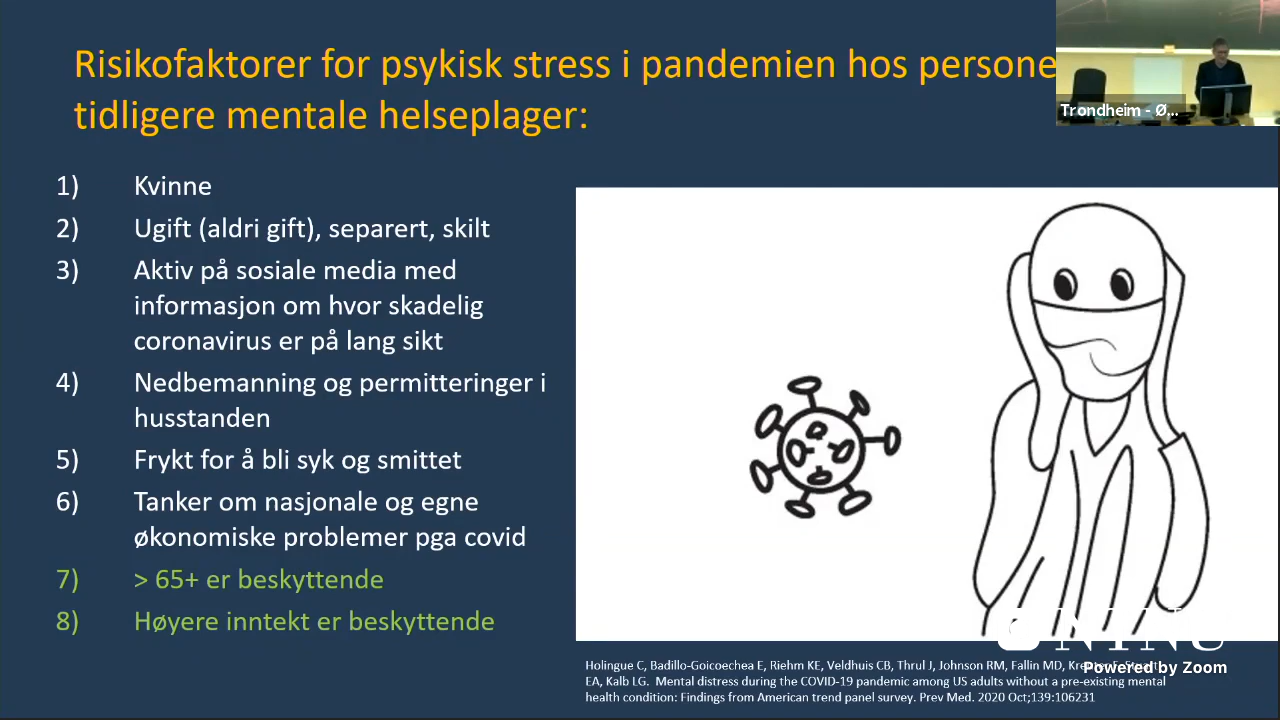 Risikofaktorer for psykisk stress i pandemien hos persone
tidligere mentale helseplager:
Trondheim - Ø...
1) Kvinne
2) Ugift (aldri gift), separert, skilt
3) Aktiv på sosiale media med
informasjon om hvor skadelig
coronavirus er på lang sikt
4) Nedbemanning og permitteringer i
husstanden
5) Frykt for å bli syk og smittet
6) Tanker om nasjonale og egne
økonomiske problemer pga covid
7) > 65+ er beskyttende
8) Høyere inntekt er beskyttende
NTNU
Holingue C, Badillo-Goicoechea E, Riehm KE, Veldhuis CB, Thrul J, Johnson RM, Fallin MD,
Powered by Zoom
EA, Kalb LG. Mental distress during the COVID-19 pandemic among US adults without a pre-existing mental
health condition: Findings from American trend panel survey. Prev Med. 2020 Oct;139:106231